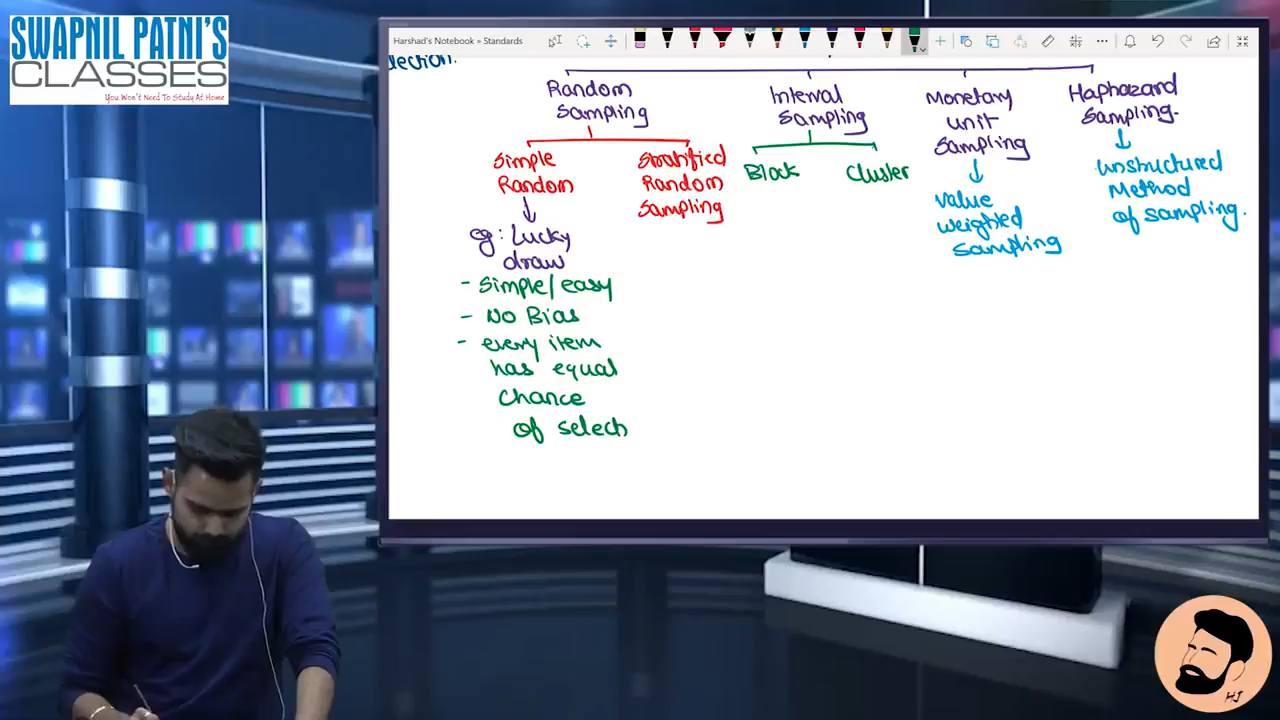 SWAPNIL PATNI'S
CLASSES
You Won't Need To Study At Home
Harshad's Notebook » Standards
election.
Random
Sampling
Interval
Sampling
Monetary
unit
Sampling
Haphazard
Sampling.
Simple
Random
Stratified
Random
Sampling
Block
Cluster
value
weighted
Sampling
unstructured
Method
of sampling.
eg: Lucky
draw
- Simple/easy
- No Bias
- every item
has equal
chance
of selecn
HJ